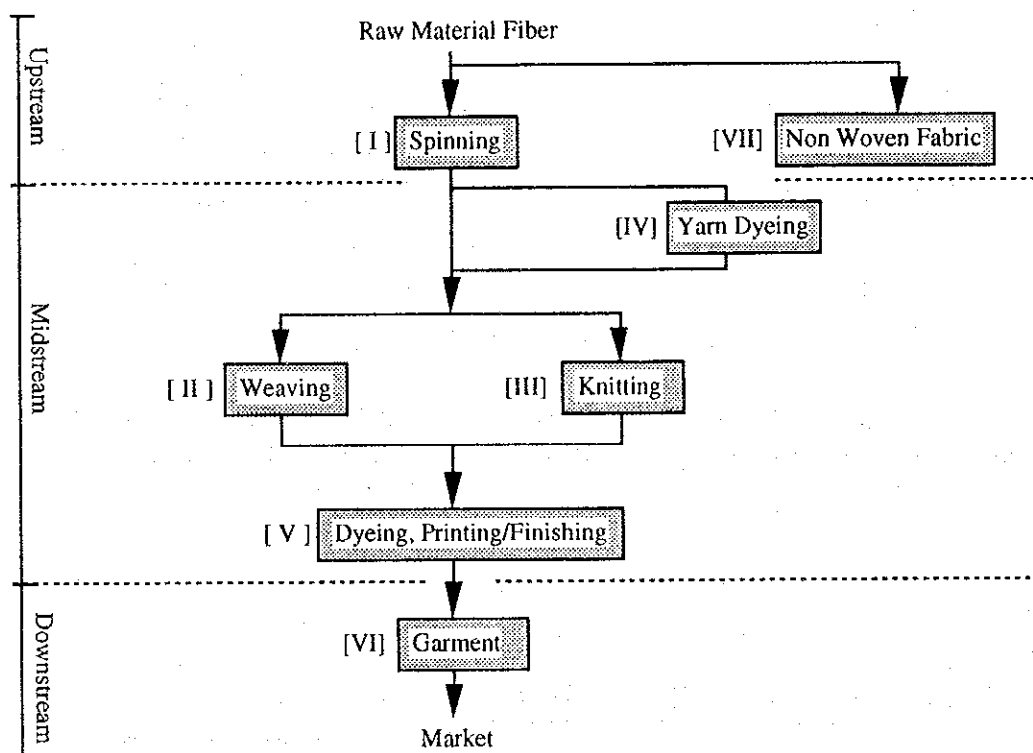 Raw Material Fiber
Upstream
[ I ] Spinning
[VII] Non Woven Fabric
[IV] Yarn Dyeing
Midstream
[ II ] Weaving
[III] Knitting
[ V ] Dyeing, Printing/Finishing
Downstream
[VI] Garment
Market